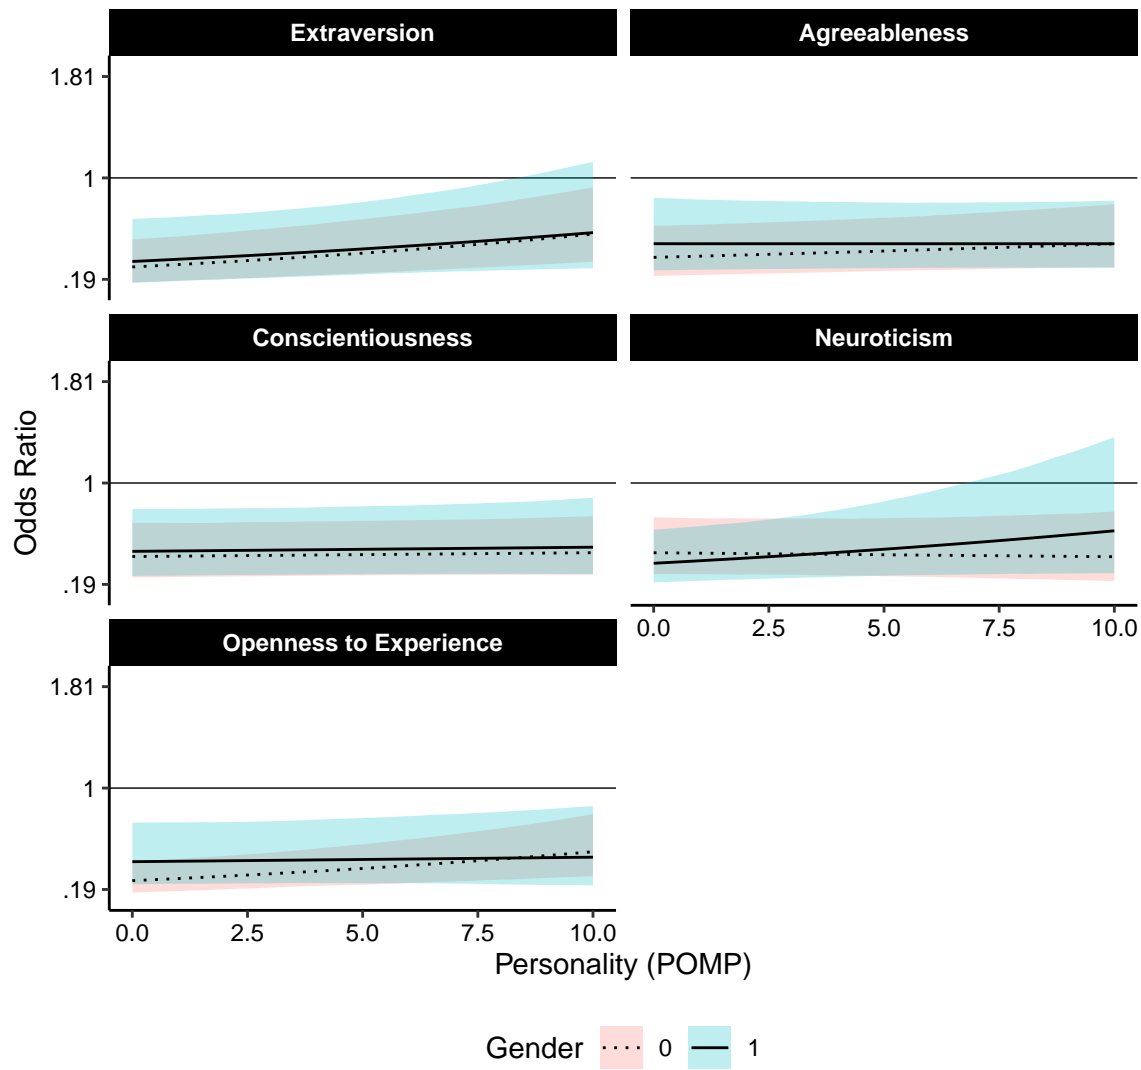 Extraversion
Agreeableness
1.81
1
.19
Conscientiousness
Neuroticism
1.81
1
.19
0.0 2.5 5.0 7.5 10.0
Openness to Experience
1.81
1
.19
0.0 2.5 5.0 7.5 10.0
Odds Ratio
Personality (POMP)
Gender 0 1